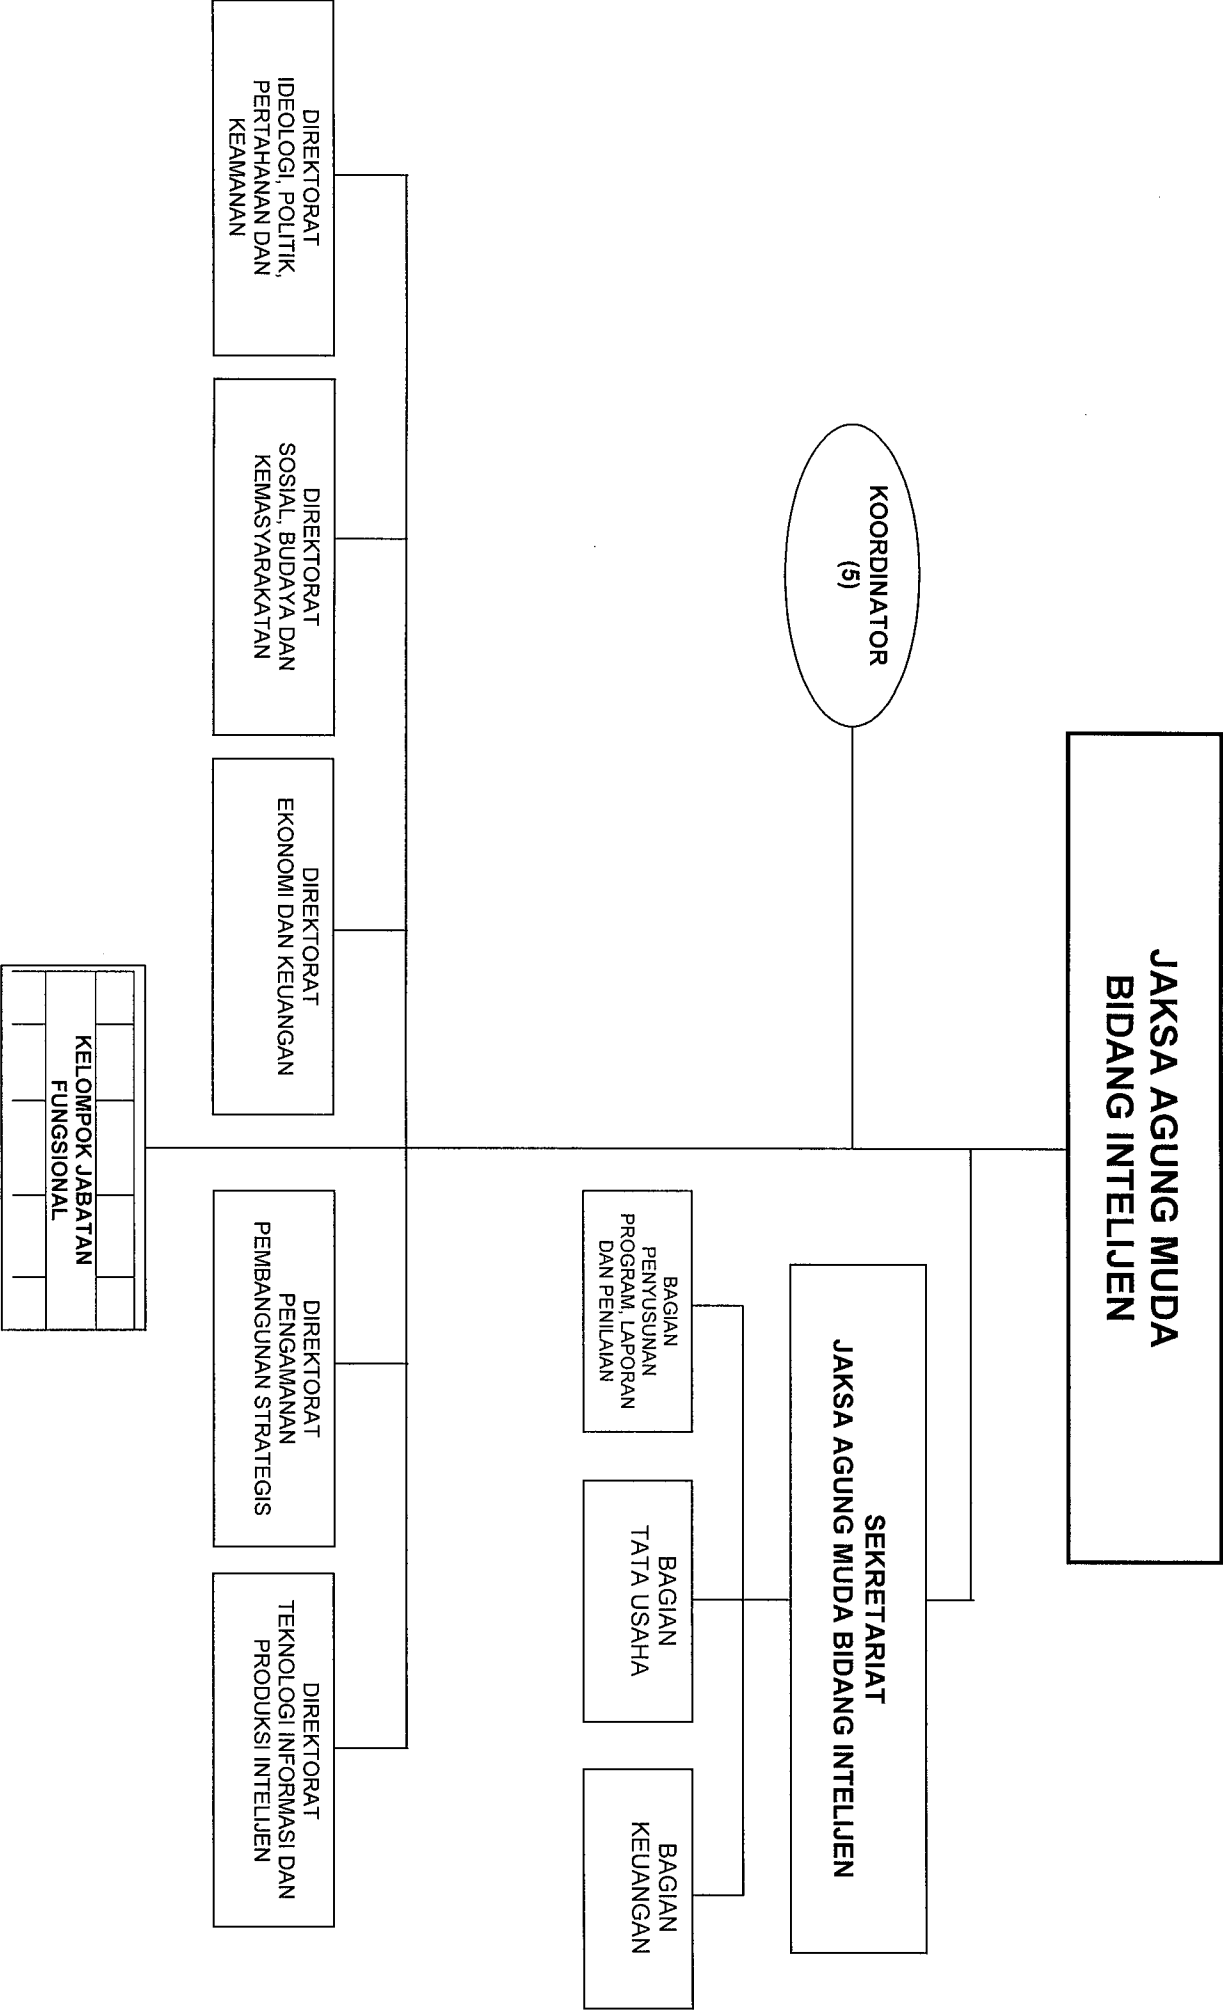 JAKSA AGUNG MUDA
BIDANG INTELIJEN
KOORDINATOR
(5)
SEKRETARIAT
JAKSA AGUNG MUDA BIDANG INTELIJEN
BAGIAN
PENYUSUNAN
PROGRAM, LAPORAN
DAN PENILAIAN
BAGIAN
TATA USAHA
BAGIAN
KEUANGAN
DIREKTORAT
IDEOLOGI, POLITIK,
PERTAHANAN DAN
KEAMANAN
DIREKTORAT
SOSIAL, BUDAYA DAN
KEMASYARAKATAN
DIREKTORAT
EKONOMI DAN KEUANGAN
DIREKTORAT
PENGAMANAN
PEMBANGUNAN STRATEGIS
DIREKTORAT
TEKNOLOGI INFORMASI DAN
PRODUKSI INTELIJEN
KELOMPOK JABATAN
FUNGSIONAL